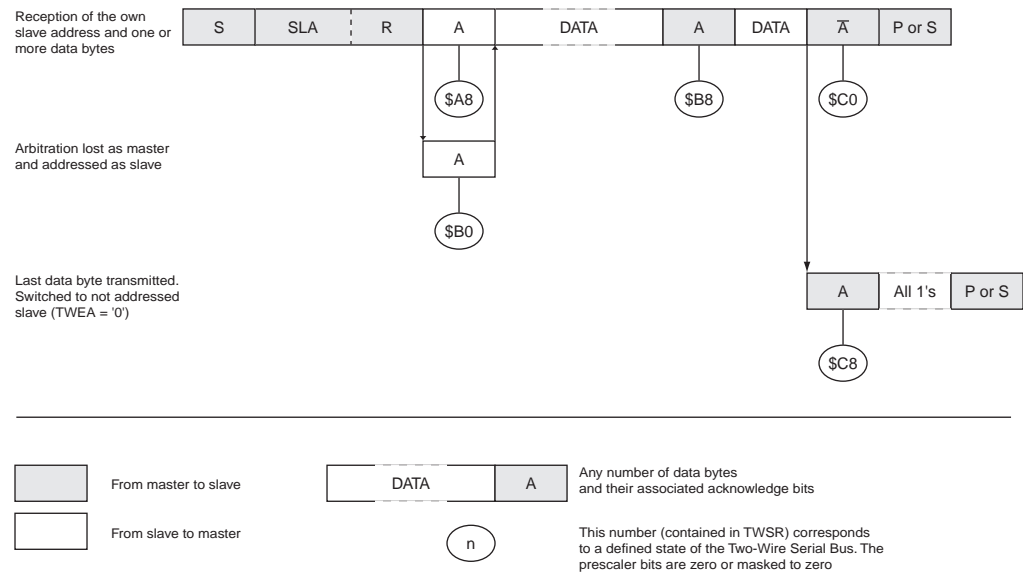 Reception of the own
slave address and one or
more data bytes
S SLA R A DATA A DATA A̅ P or S
$A8 $B8 $C0
Arbitration lost as master
and addressed as slave
A
$B0
Last data byte transmitted.
Switched to not addressed
slave (TWEA = '0')
A All 1's P or S
$C8
From master to slave
DATA A
Any number of data bytes
and their associated acknowledge bits
From slave to master
n
This number (contained in TWSR) corresponds
to a defined state of the Two-Wire Serial Bus. The
prescaler bits are zero or masked to zero